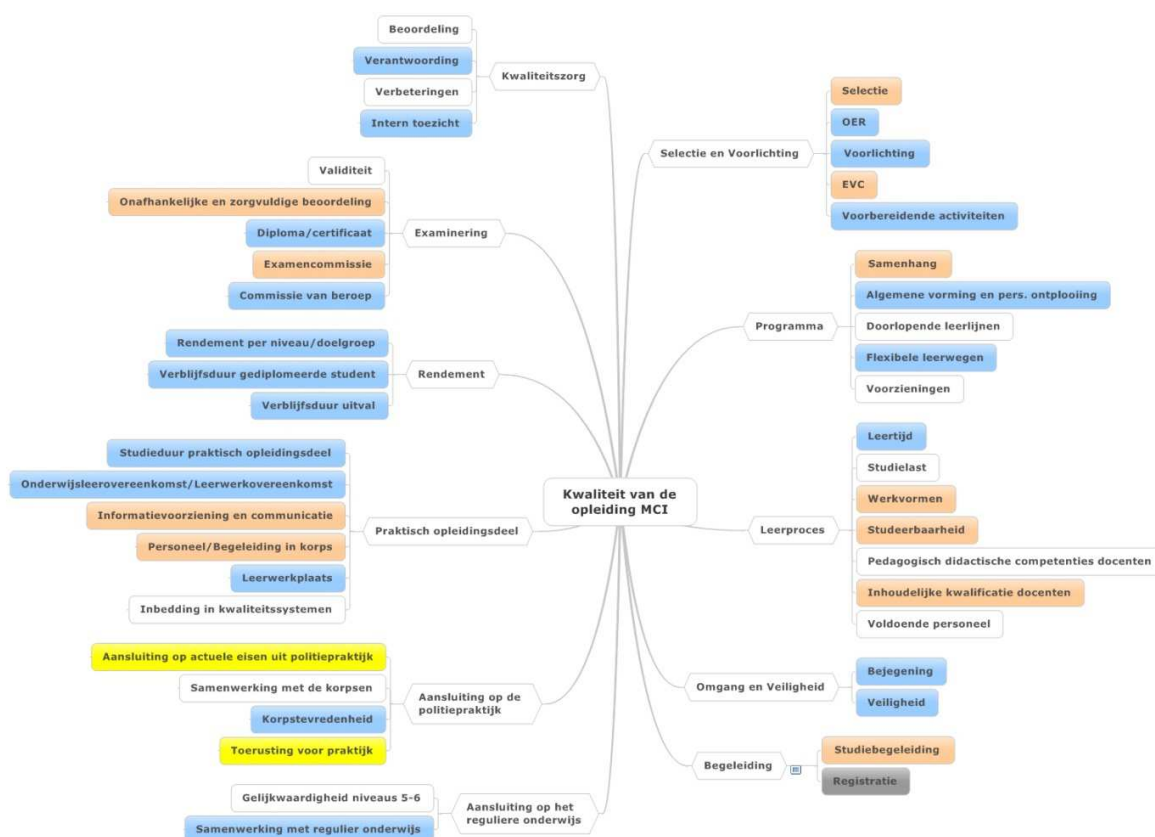 Beoordeling
Verantwoording
Verbeteringen
Intern toezicht
Kwaliteitszorg
Validiteit
Onafhankelijke en zorgvuldige beoordeling
Diploma/certificaat
Examencommissie
Commissie van beroep
Examinering
Rendement per niveau/doelgroep
Verblijfsduur gediplomeerde student
Verblijfsduur uitval
Rendement
Studieduur praktisch opleidingsdeel
Onderwijsleerovereenkomst/Leerwerkovereenkomst
Informatievoorziening en communicatie
Personeel/Begeleiding in korps
Leerwerkplaats
Inbedding in kwaliteitssystemen
Praktisch opleidingsdeel
Aansluiting op actuele eisen uit politiepraktijk
Samenwerking met de korpsen
Korpstevredenheid
Toerusting voor praktijk
Aansluiting op de
politiepraktijk
Gelijkwaardigheid niveaus 5-6
Samenwerking met regulier onderwijs
Aansluiting op het
reguliere onderwijs
Kwaliteit van de
opleiding MCI
Selectie en Voorlichting
Selectie
OER
Voorlichting
EVC
Voorbereidende activiteiten
Programma
Samenhang
Algemene vorming en pers. ontplooiing
Doorlopende leerlijnen
Flexibele leerwegen
Voorzieningen
Leerproces
Leertijd
Studielast
Werkvormen
Studeerbaarheid
Pedagogisch didactische competenties docenten
Inhoudelijke kwalificatie docenten
Voldoende personeel
Omgang en Veiligheid
Bejegening
Veiligheid
Begeleiding
Studiebegeleiding
Registratie